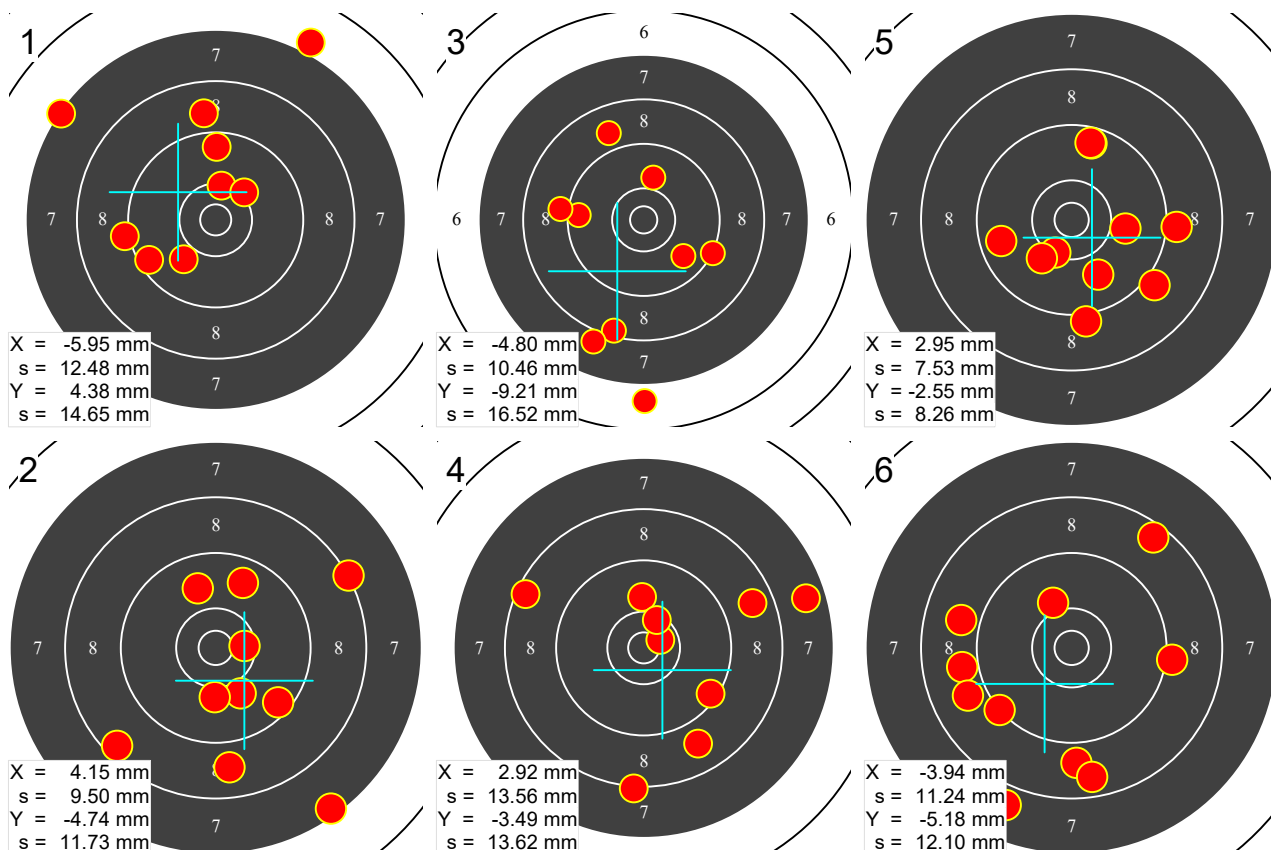 1
7
8
7 8 8 7
8
7
X = -5.95 mm
s = 12.48 mm
Y = 4.38 mm
s = 14.65 mm
3
6
7
8
6 7 8 8 7 6
8
7
X = -4.80 mm
s = 10.46 mm
Y = -9.21 mm
s = 16.52 mm
5
7
8
7 8 8 7
8
7
X = 2.95 mm
s = 7.53 mm
Y = -2.55 mm
s = 8.26 mm
2
7
8
7 8 8 7
8
7
X = 4.15 mm
s = 9.50 mm
Y = -4.74 mm
s = 11.73 mm
4
7
8
7 8 8 7
8
7
X = 2.92 mm
s = 13.56 mm
Y = -3.49 mm
s = 13.62 mm
6
7
8
7 8 8 7
7
X = -3.94 mm
s = 11.24 mm
Y = -5.18 mm
s = 12.10 mm